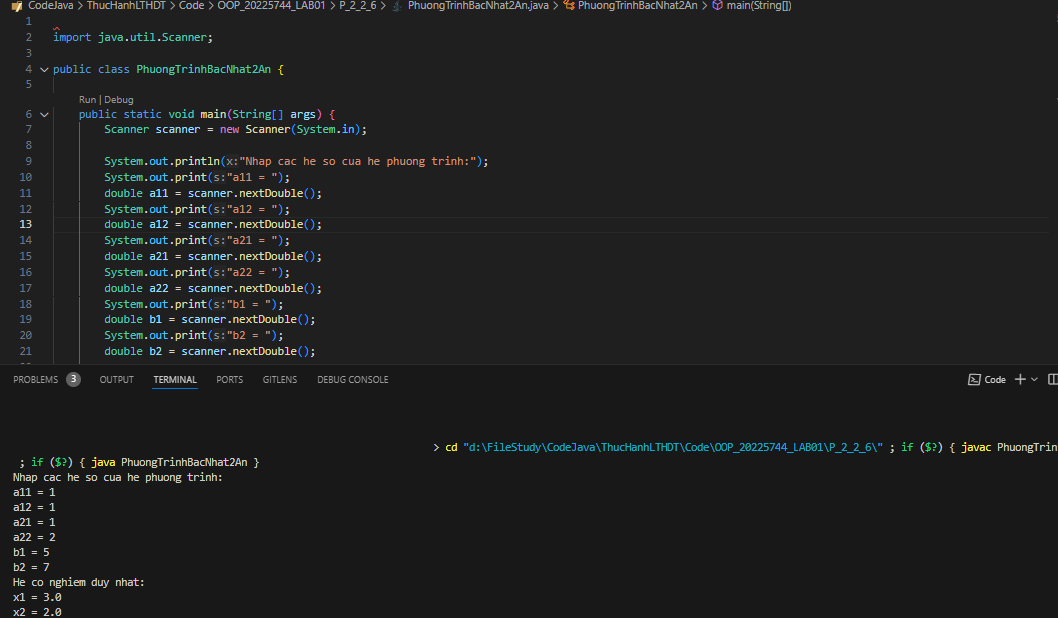 CodeJava > ThucHanhLTHDT > Code > OOP_20225744_LAB01 > P_2_2_6 > PhuongTrinhBacNhat2An.java > PhuongTrinhBacNhat2An > main(String[])
1
2 import java.util.Scanner;
3
4 public class PhuongTrinhBacNhat2An {
5
Run | Debug
6 public static void main(String[] args) {
7 Scanner scanner = new Scanner(System.in);
8
9 System.out.println(x:"Nhap cac he so cua he phuong trinh:");
10 System.out.print(s:"a11 = ");
11 double a11 = scanner.nextDouble();
12 System.out.print(s:"a12 = ");
13 double a12 = scanner.nextDouble();
14 System.out.print(s:"a21 = ");
15 double a21 = scanner.nextDouble();
16 System.out.print(s:"a22 = ");
17 double a22 = scanner.nextDouble();
18 System.out.print(s:"b1 = ");
19 double b1 = scanner.nextDouble();
20 System.out.print(s:"b2 = ");
21 double b2 = scanner.nextDouble();
PROBLEMS 3 OUTPUT TERMINAL PORTS GITLENS DEBUG CONSOLE Code
> cd "d:\FileStudy\CodeJava\ThucHanhLTHDT\Code\OOP_20225744_LAB01\P_2_2_6\" ; if ($?) { javac PhuongTrin
; if ($?) { java PhuongTrinhBacNhat2An }
Nhap cac he so cua he phuong trinh:
a11 = 1
a12 = 1
a21 = 1
a22 = 2
b1 = 5
b2 = 7
He co nghiem duy nhat:
x1 = 3.0
x2 = 2.0